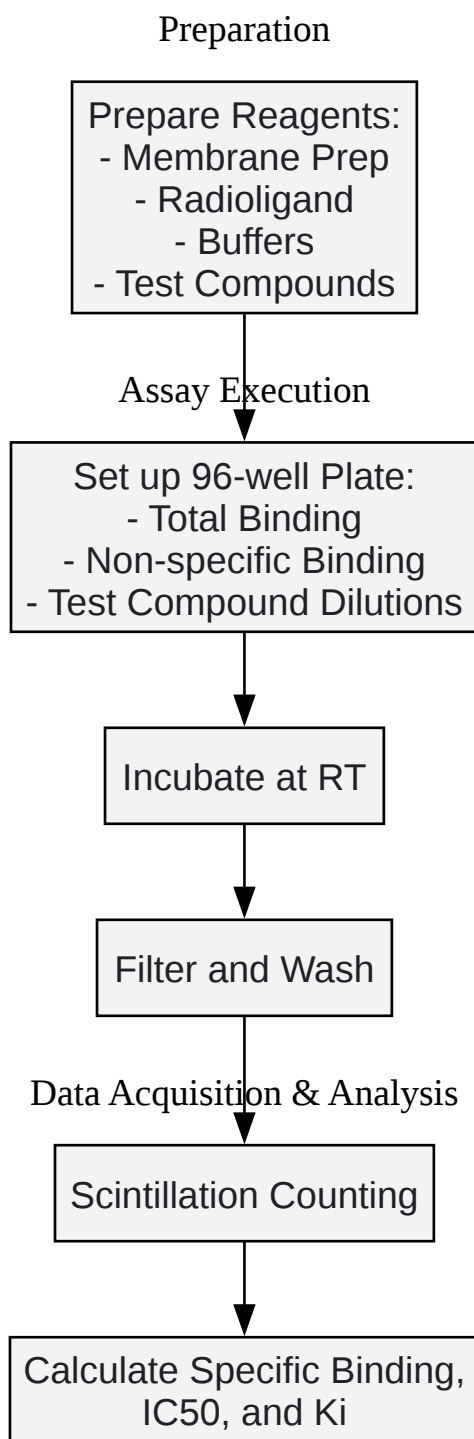 Preparation
Prepare Reagents:
- Membrane Prep
- Radioligand
- Buffers
- Test Compounds
Assay Execution
Set up 96-well Plate:
- Total Binding
- Non-specific Binding
- Test Compound Dilutions
Incubate at RT
Filter and Wash
Data Acquisition & Analysis
Scintillation Counting
Calculate Specific Binding,
IC50, and Ki